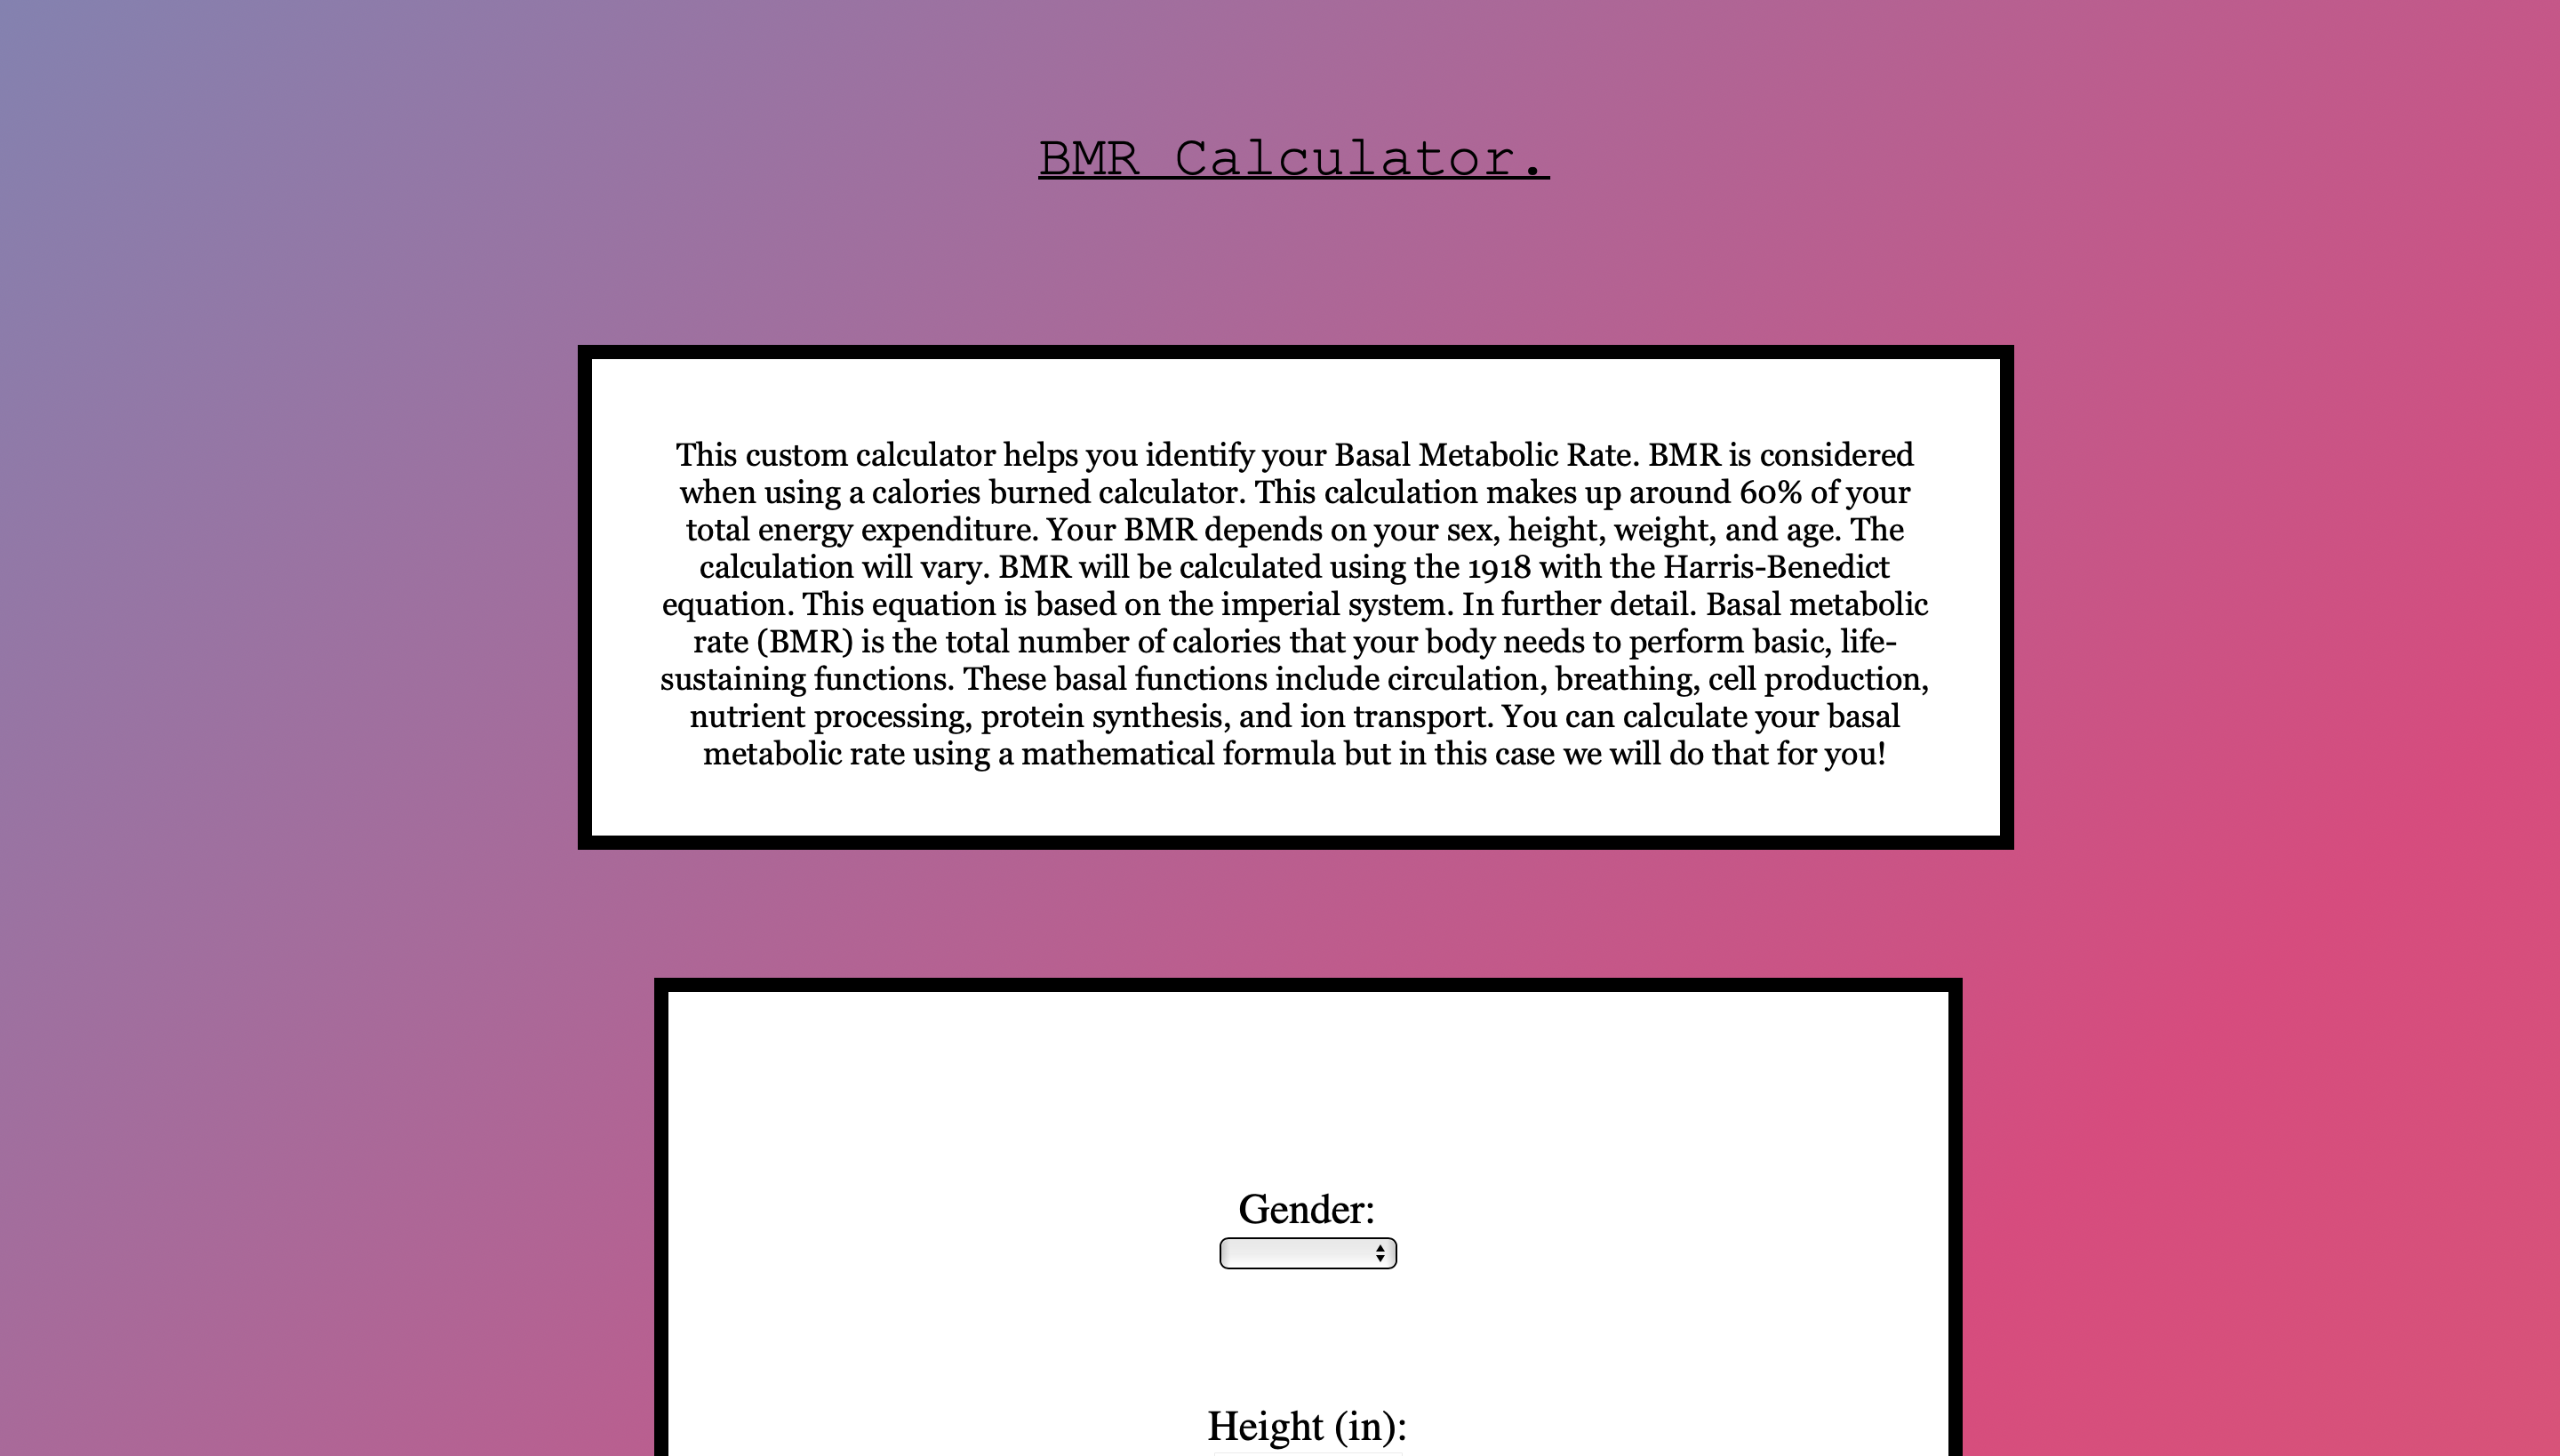 BMR Calculator.
This custom calculator helps you identify your Basal Metabolic Rate. BMR is considered
when using a calories burned calculator. This calculation makes up around 60% of your
total energy expenditure. Your BMR depends on your sex, height, weight, and age. The
calculation will vary. BMR will be calculated using the 1918 with the Harris-Benedict
equation. This equation is based on the imperial system. In further detail. Basal metabolic
rate (BMR) is the total number of calories that your body needs to perform basic, life-
sustaining functions. These basal functions include circulation, breathing, cell production,
nutrient processing, protein synthesis, and ion transport. You can calculate your basal
metabolic rate using a mathematical formula but in this case we will do that for you!
Gender:
Height (in):